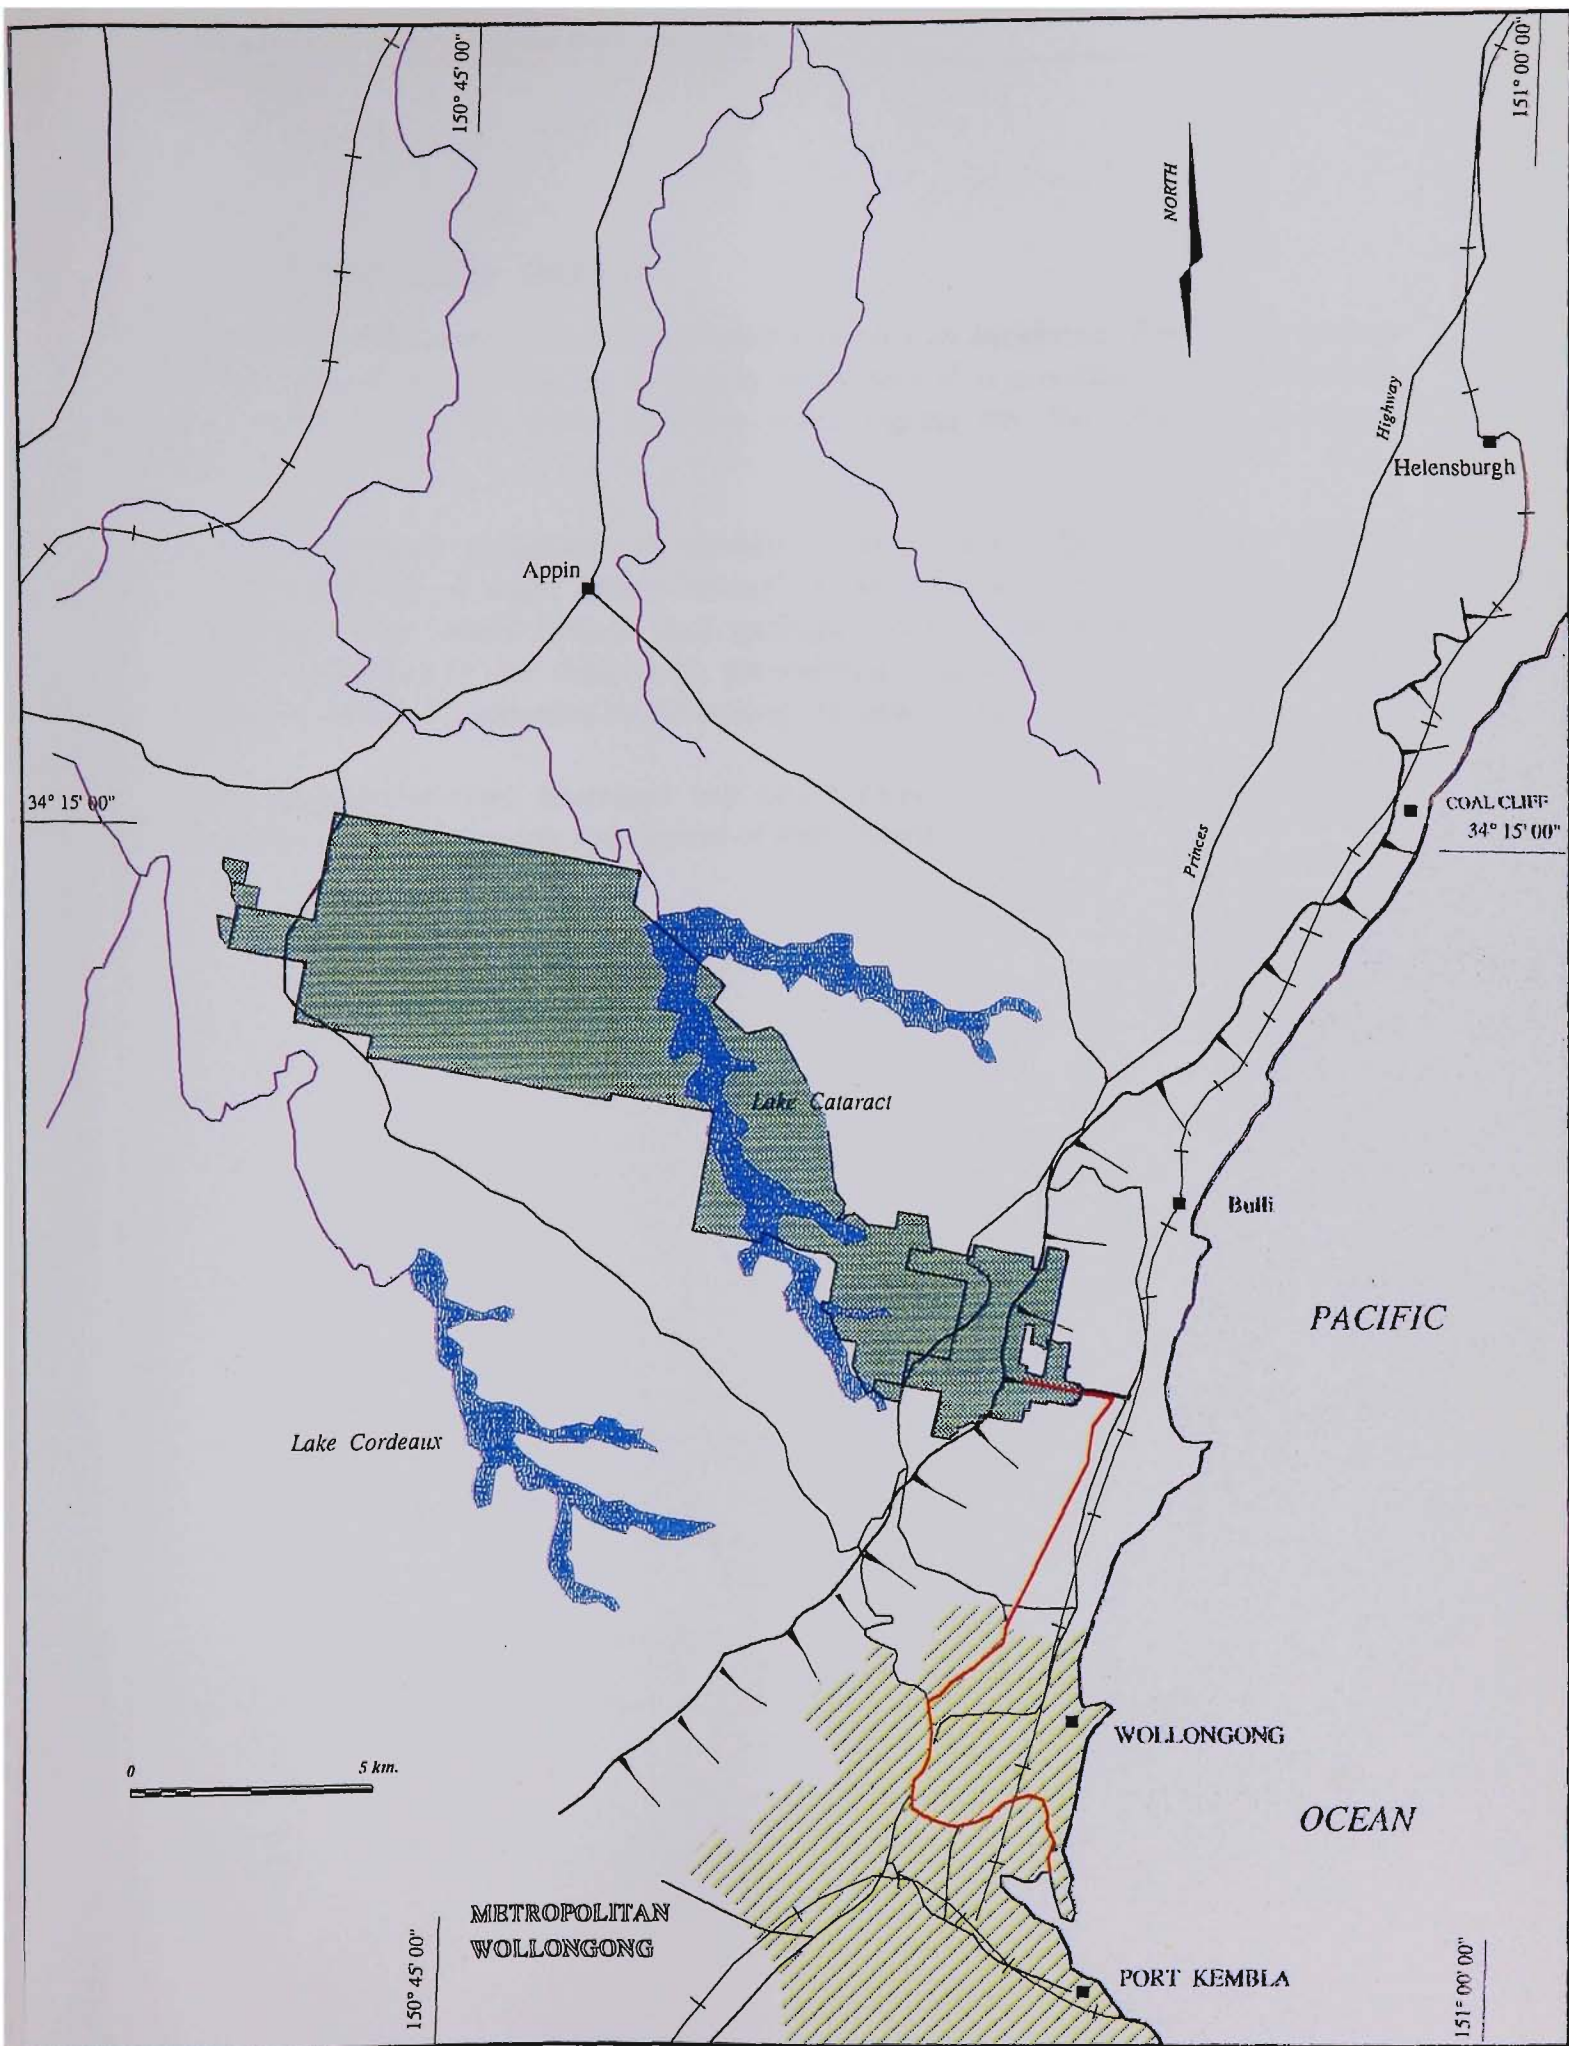 150° 45' 00"
151° 00' 00"
NORTH
Highway
Helensburgh
Appin
34° 15' 00"
COAL CLIFF
34° 15' 00"
Princes
Lake Cataract
Bulli
PACIFIC
Lake Cordeaux
WOLLONGONG
0
5 km.
OCEAN
METROPOLITAN
WOLLONGONG
150° 45' 00"
PORT KEMBLA
151° 00' 00"